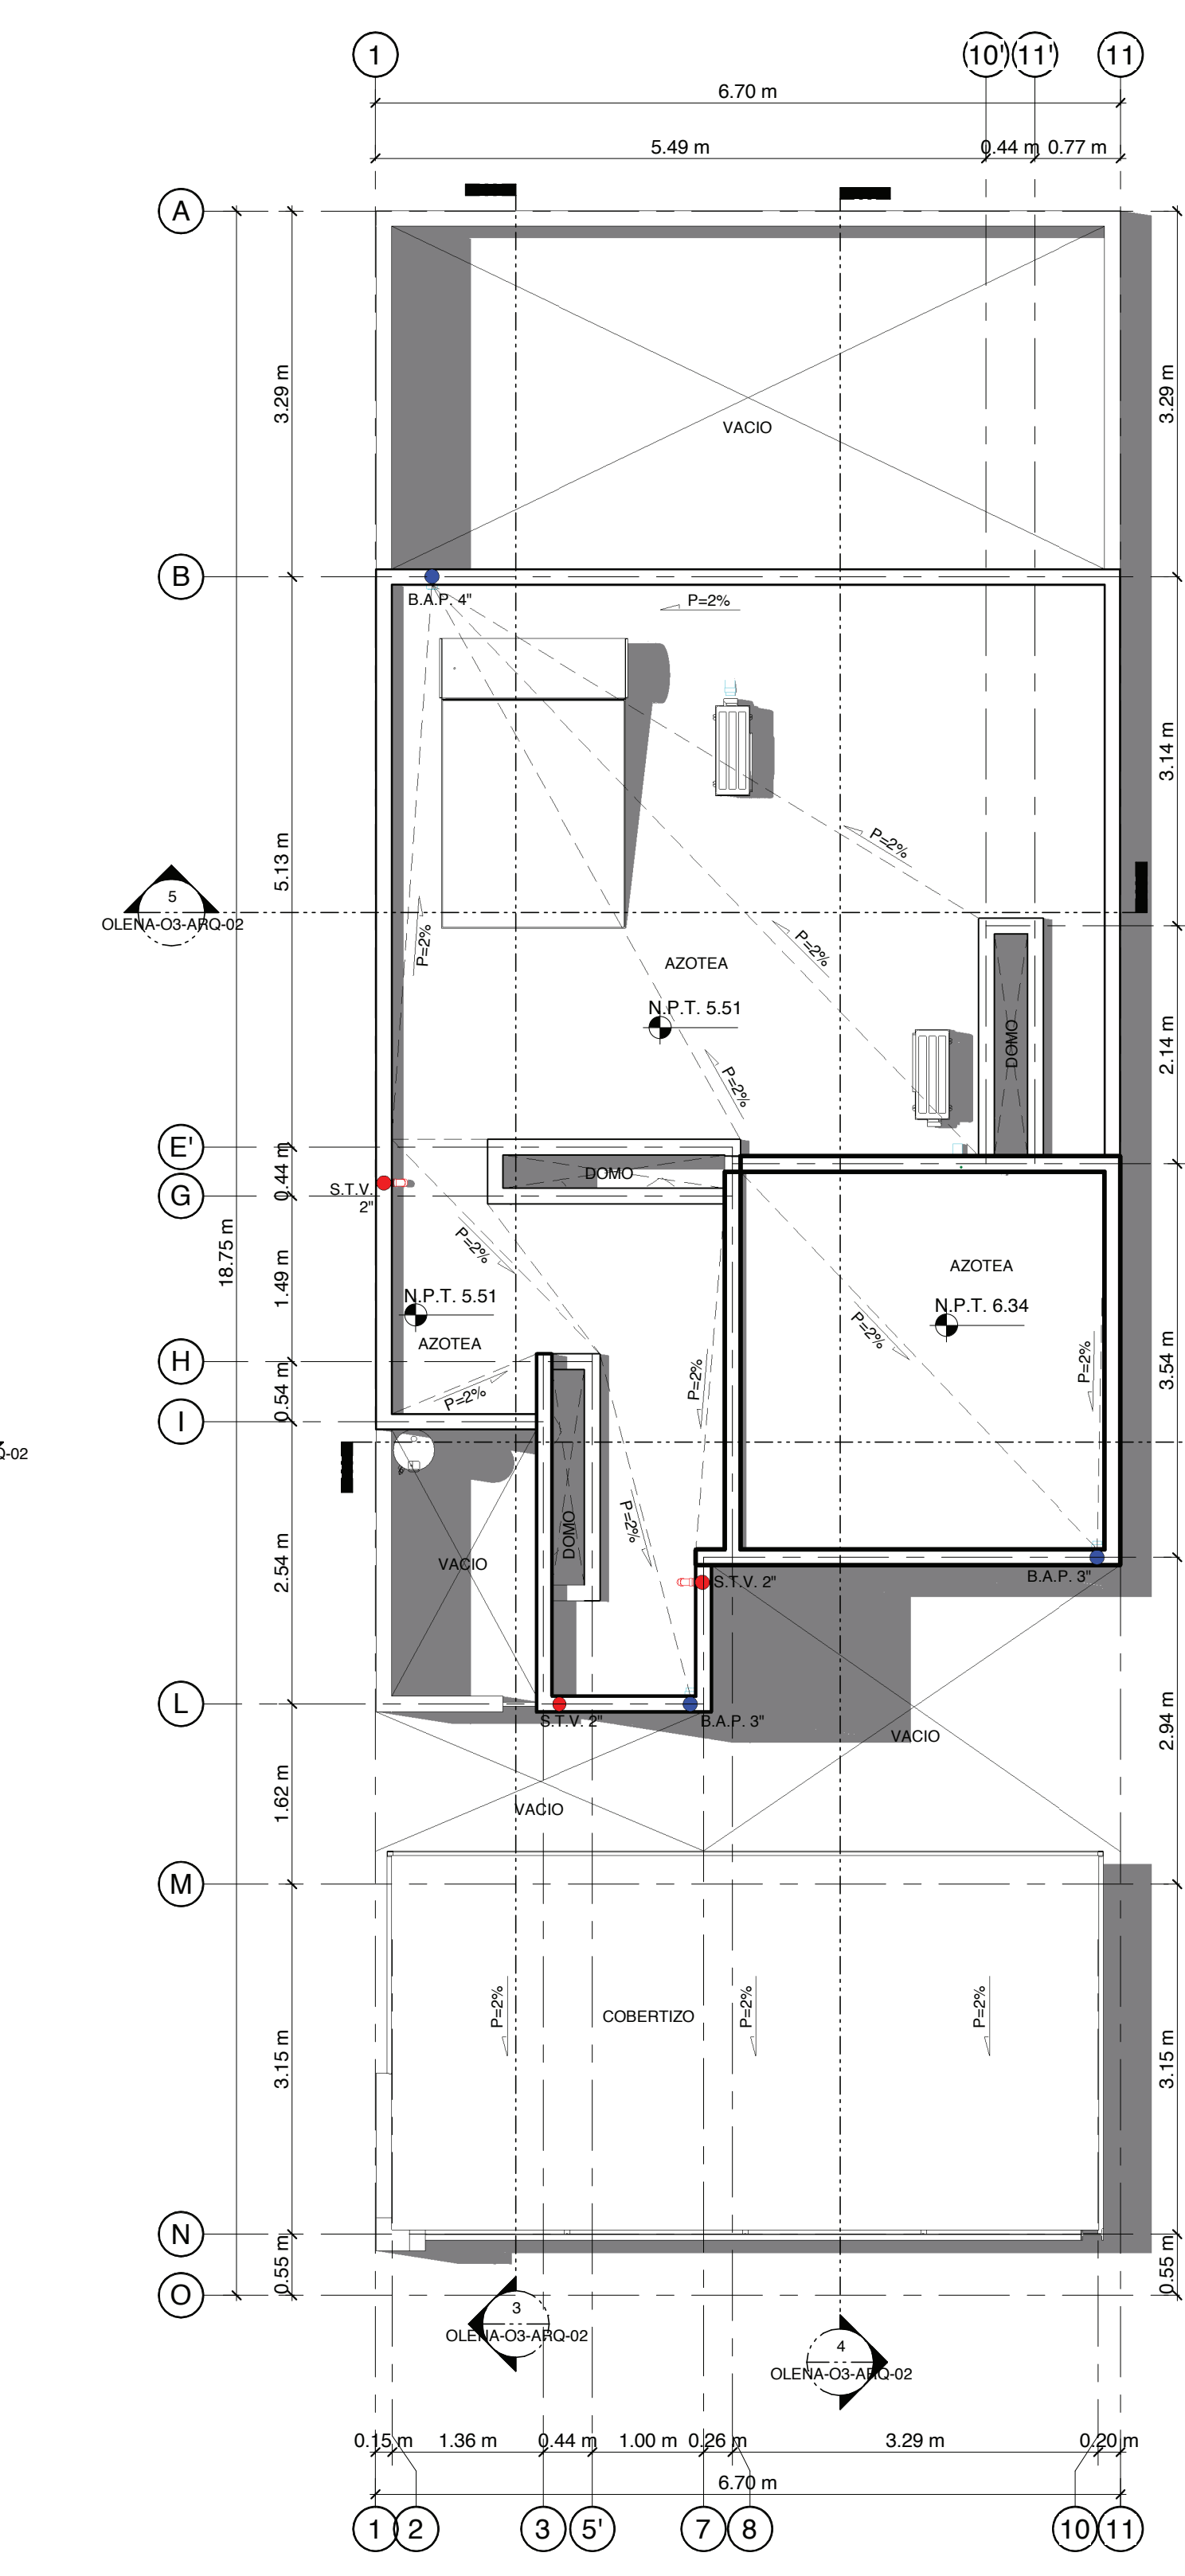 1
10'
11'
11
6.70 m
5.49 m
0.44 m
0.77 m
A
3.29 m
3.29 m
VACIO
B
B.A.P. 4"
P=2%
3.14 m
5.13 m
P=2%
5
OLENA-O3-ARQ-02
P=2%
P=2%
AZOTEA
N.P.T. 5.51
DOMO
2.14 m
P=2%
E'
0.44 m
DOMO
G
S.T.V.
2"
18.75 m
1.49 m
P=2%
AZOTEA
N.P.T. 5.51
N.P.T. 6.34
AZOTEA
P=2%
H
P=2%
P=2%
3.54 m
0.54 m
P=2%
I
Q-02
P=2%
DOMO
VACIO
2.54 m
S.T.V. 2"
B.A.P. 3"
L
S.T.V. 2"
B.A.P. 3"
VACIO
2.94 m
1.62 m
VACIO
M
P=2%
P=2%
P=2%
COBERTIZO
3.15 m
3.15 m
N
0.55 m
0.55 m
O
3
OLENA-O3-ARQ-02
4
OLENA-O3-ARQ-02
0.15 m
1.36 m
0.44 m
1.00 m
0.26 m
3.29 m
0.20 m
6.70 m
1
2
3
5'
7
8
10
11